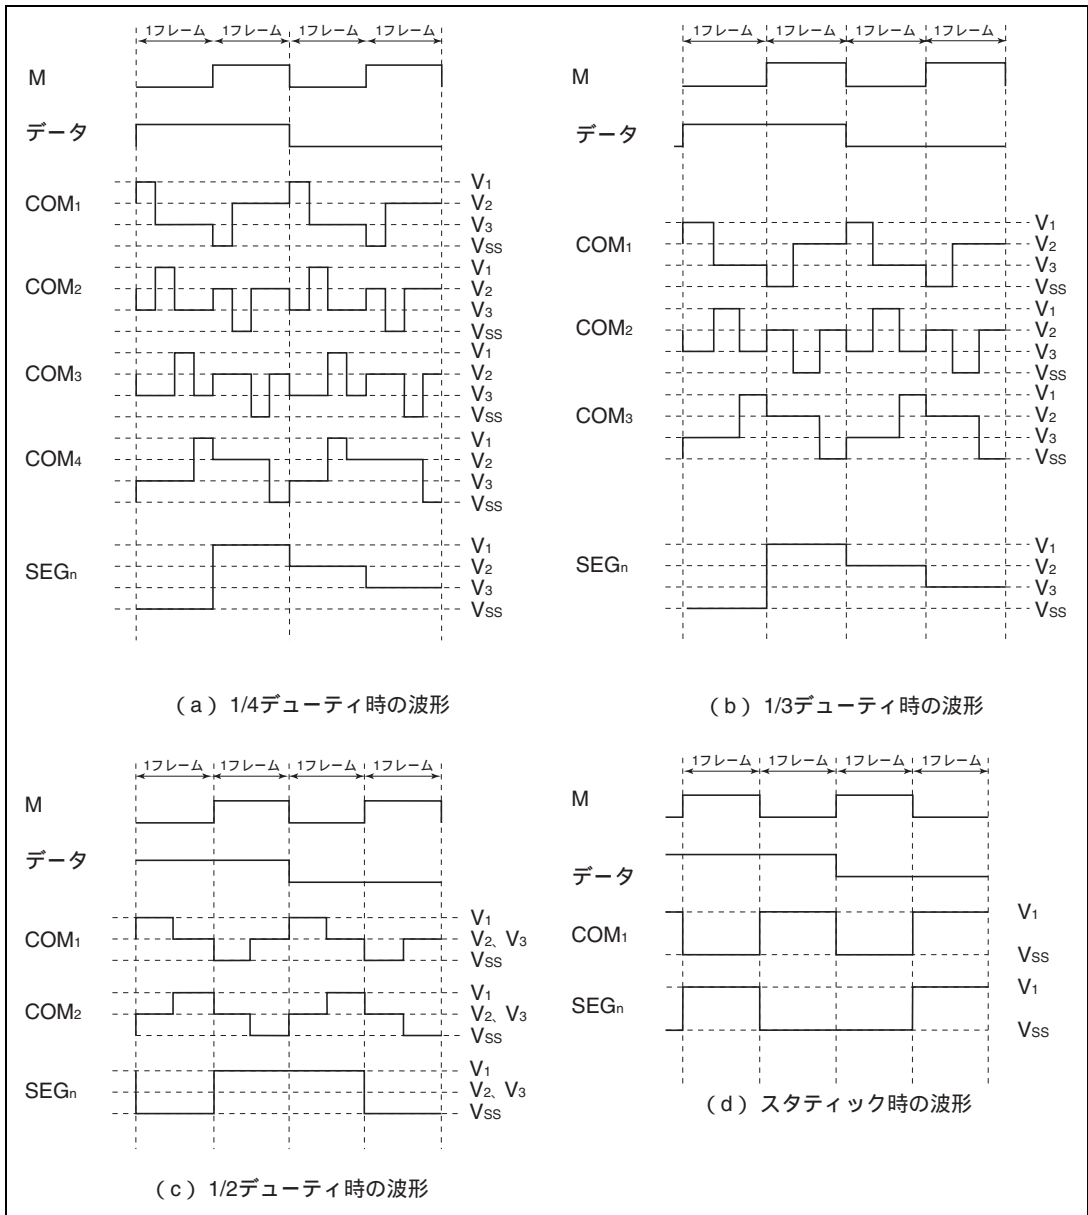 1フレーム 1フレーム 1フレーム 1フレーム
M
データ
COM1
V1
V2
V3
VSS
COM2
V1
V2
V3
VSS
COM3
V1
V2
V3
VSS
COM4
V1
V2
V3
VSS
SEGn
V1
V2
V3
VSS
(a) 1/4デューティ時の波形
1フレーム 1フレーム 1フレーム 1フレーム
M
データ
COM1
V1
V2
V3
VSS
COM2
V1
V2
V3
VSS
COM3
V1
V2
V3
VSS
SEGn
V1
V2
V3
VSS
(b) 1/3デューティ時の波形
1フレーム 1フレーム 1フレーム 1フレーム
M
データ
COM1
V1
V2、V3
VSS
COM2
V1
V2、V3
VSS
SEGn
V1
V2、V3
VSS
(c) 1/2デューティ時の波形
1フレーム 1フレーム 1フレーム 1フレーム
M
データ
COM1
V1
VSS
SEGn
V1
VSS
(d) スタティック時の波形